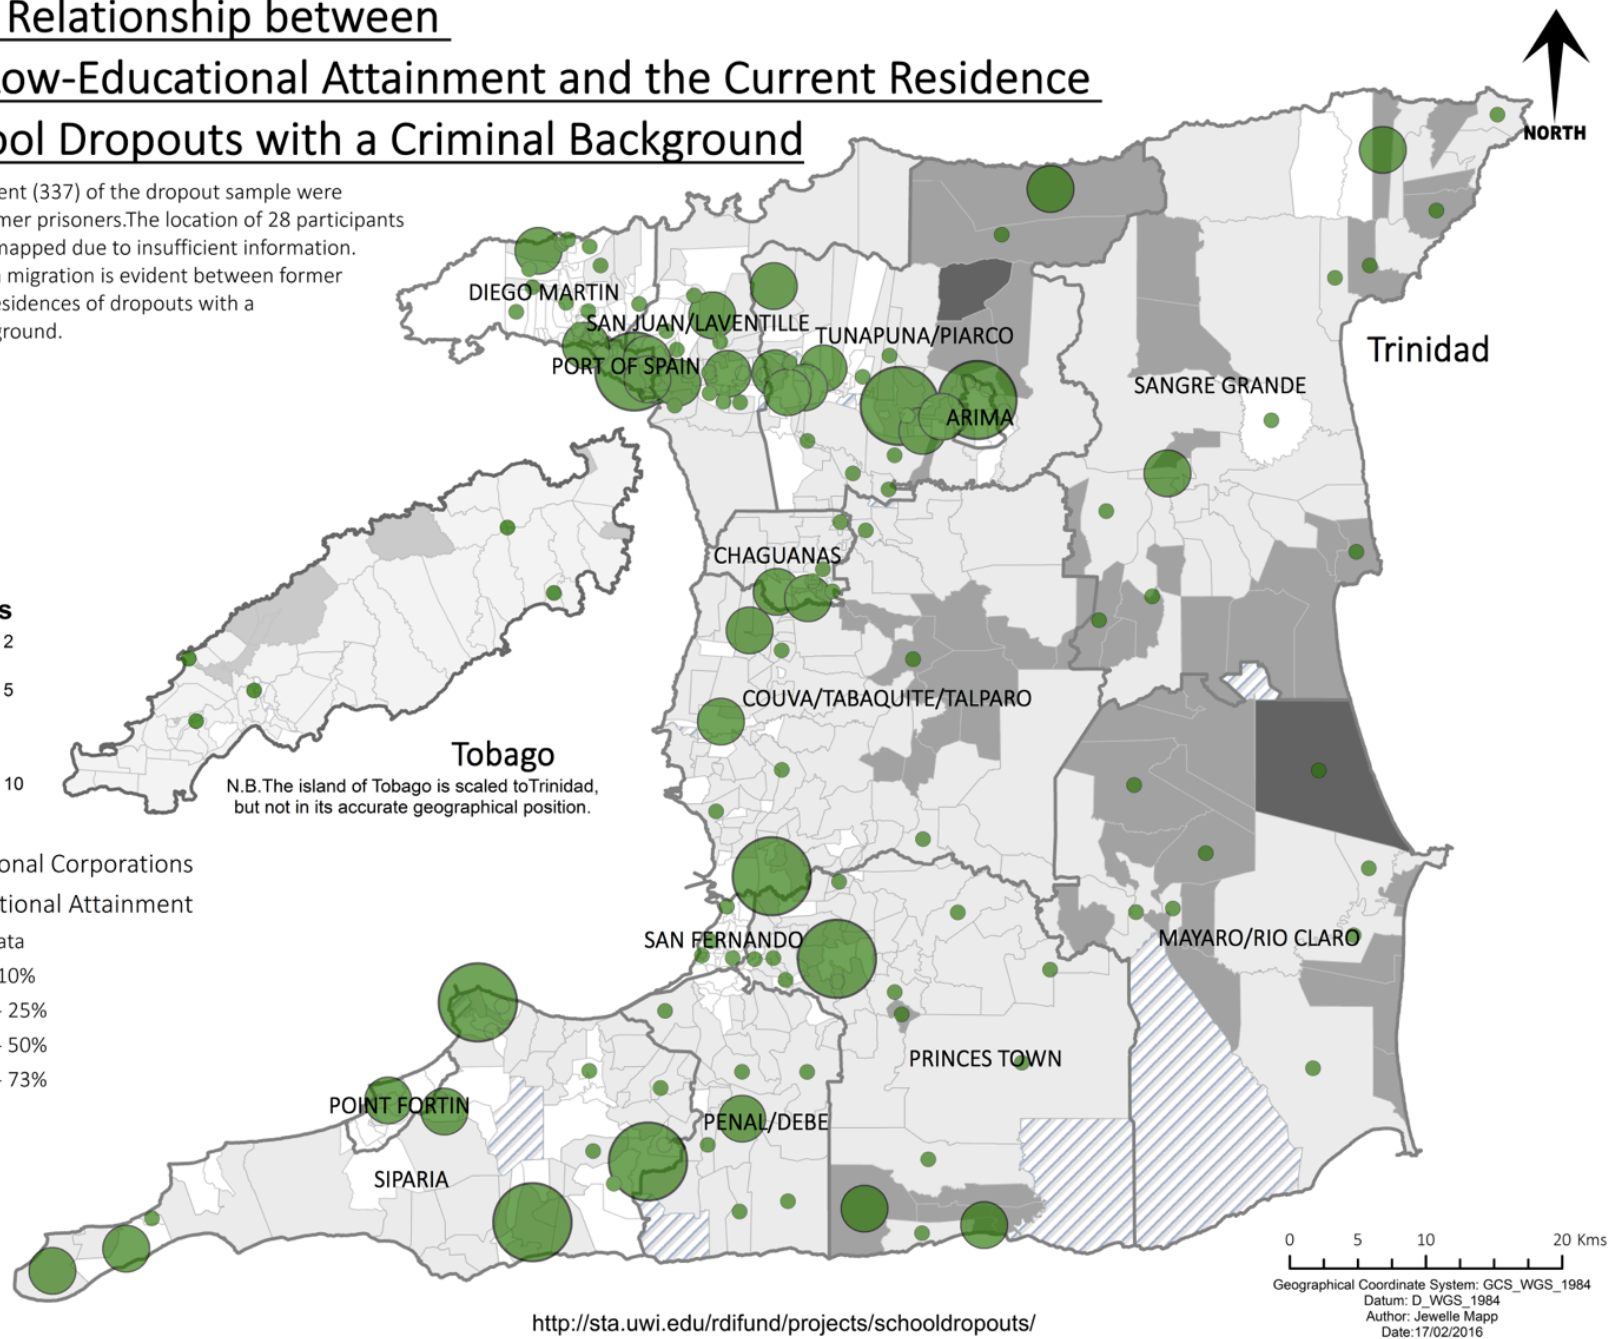 Relationship between
Low-Educational Attainment and the Current Residence
ool Dropouts with a Criminal Background
NORTH
ent (337) of the dropout sample were
mer prisoners.The location of 28 participants
mapped due to insufficient information.
migration is evident between former
esidences of dropouts with a
ground.
DIEGO MARTIN
SAN JUAN/LAVENTILLE
TUNAPUNA/PIARCO
PORT OF SPAIN
Trinidad
SANGRE GRANDE
ARIMA
CHAGUANAS
s
2
5
10
COUVA/TABAQUITE/TALPARO
Tobago
N.B.The island of Tobago is scaled toTrinidad,
but not in its accurate geographical position.
onal Corporations
tional Attainment
ata
10%
- 25%
- 50%
- 73%
SAN FERNANDO
MAYARO/RIO CLARO
PRINCES TOWN
POINT FORTIN
PENAL/DEBE
SIPARIA
0 5 10 20 Kms
Geographical Coordinate System: GCS_WGS_1984
Datum: D_WGS_1984
Author: Jewelle Mapp
Date:17/02/2016
http://sta.uwi.edu/rdifund/projects/schooldropouts/